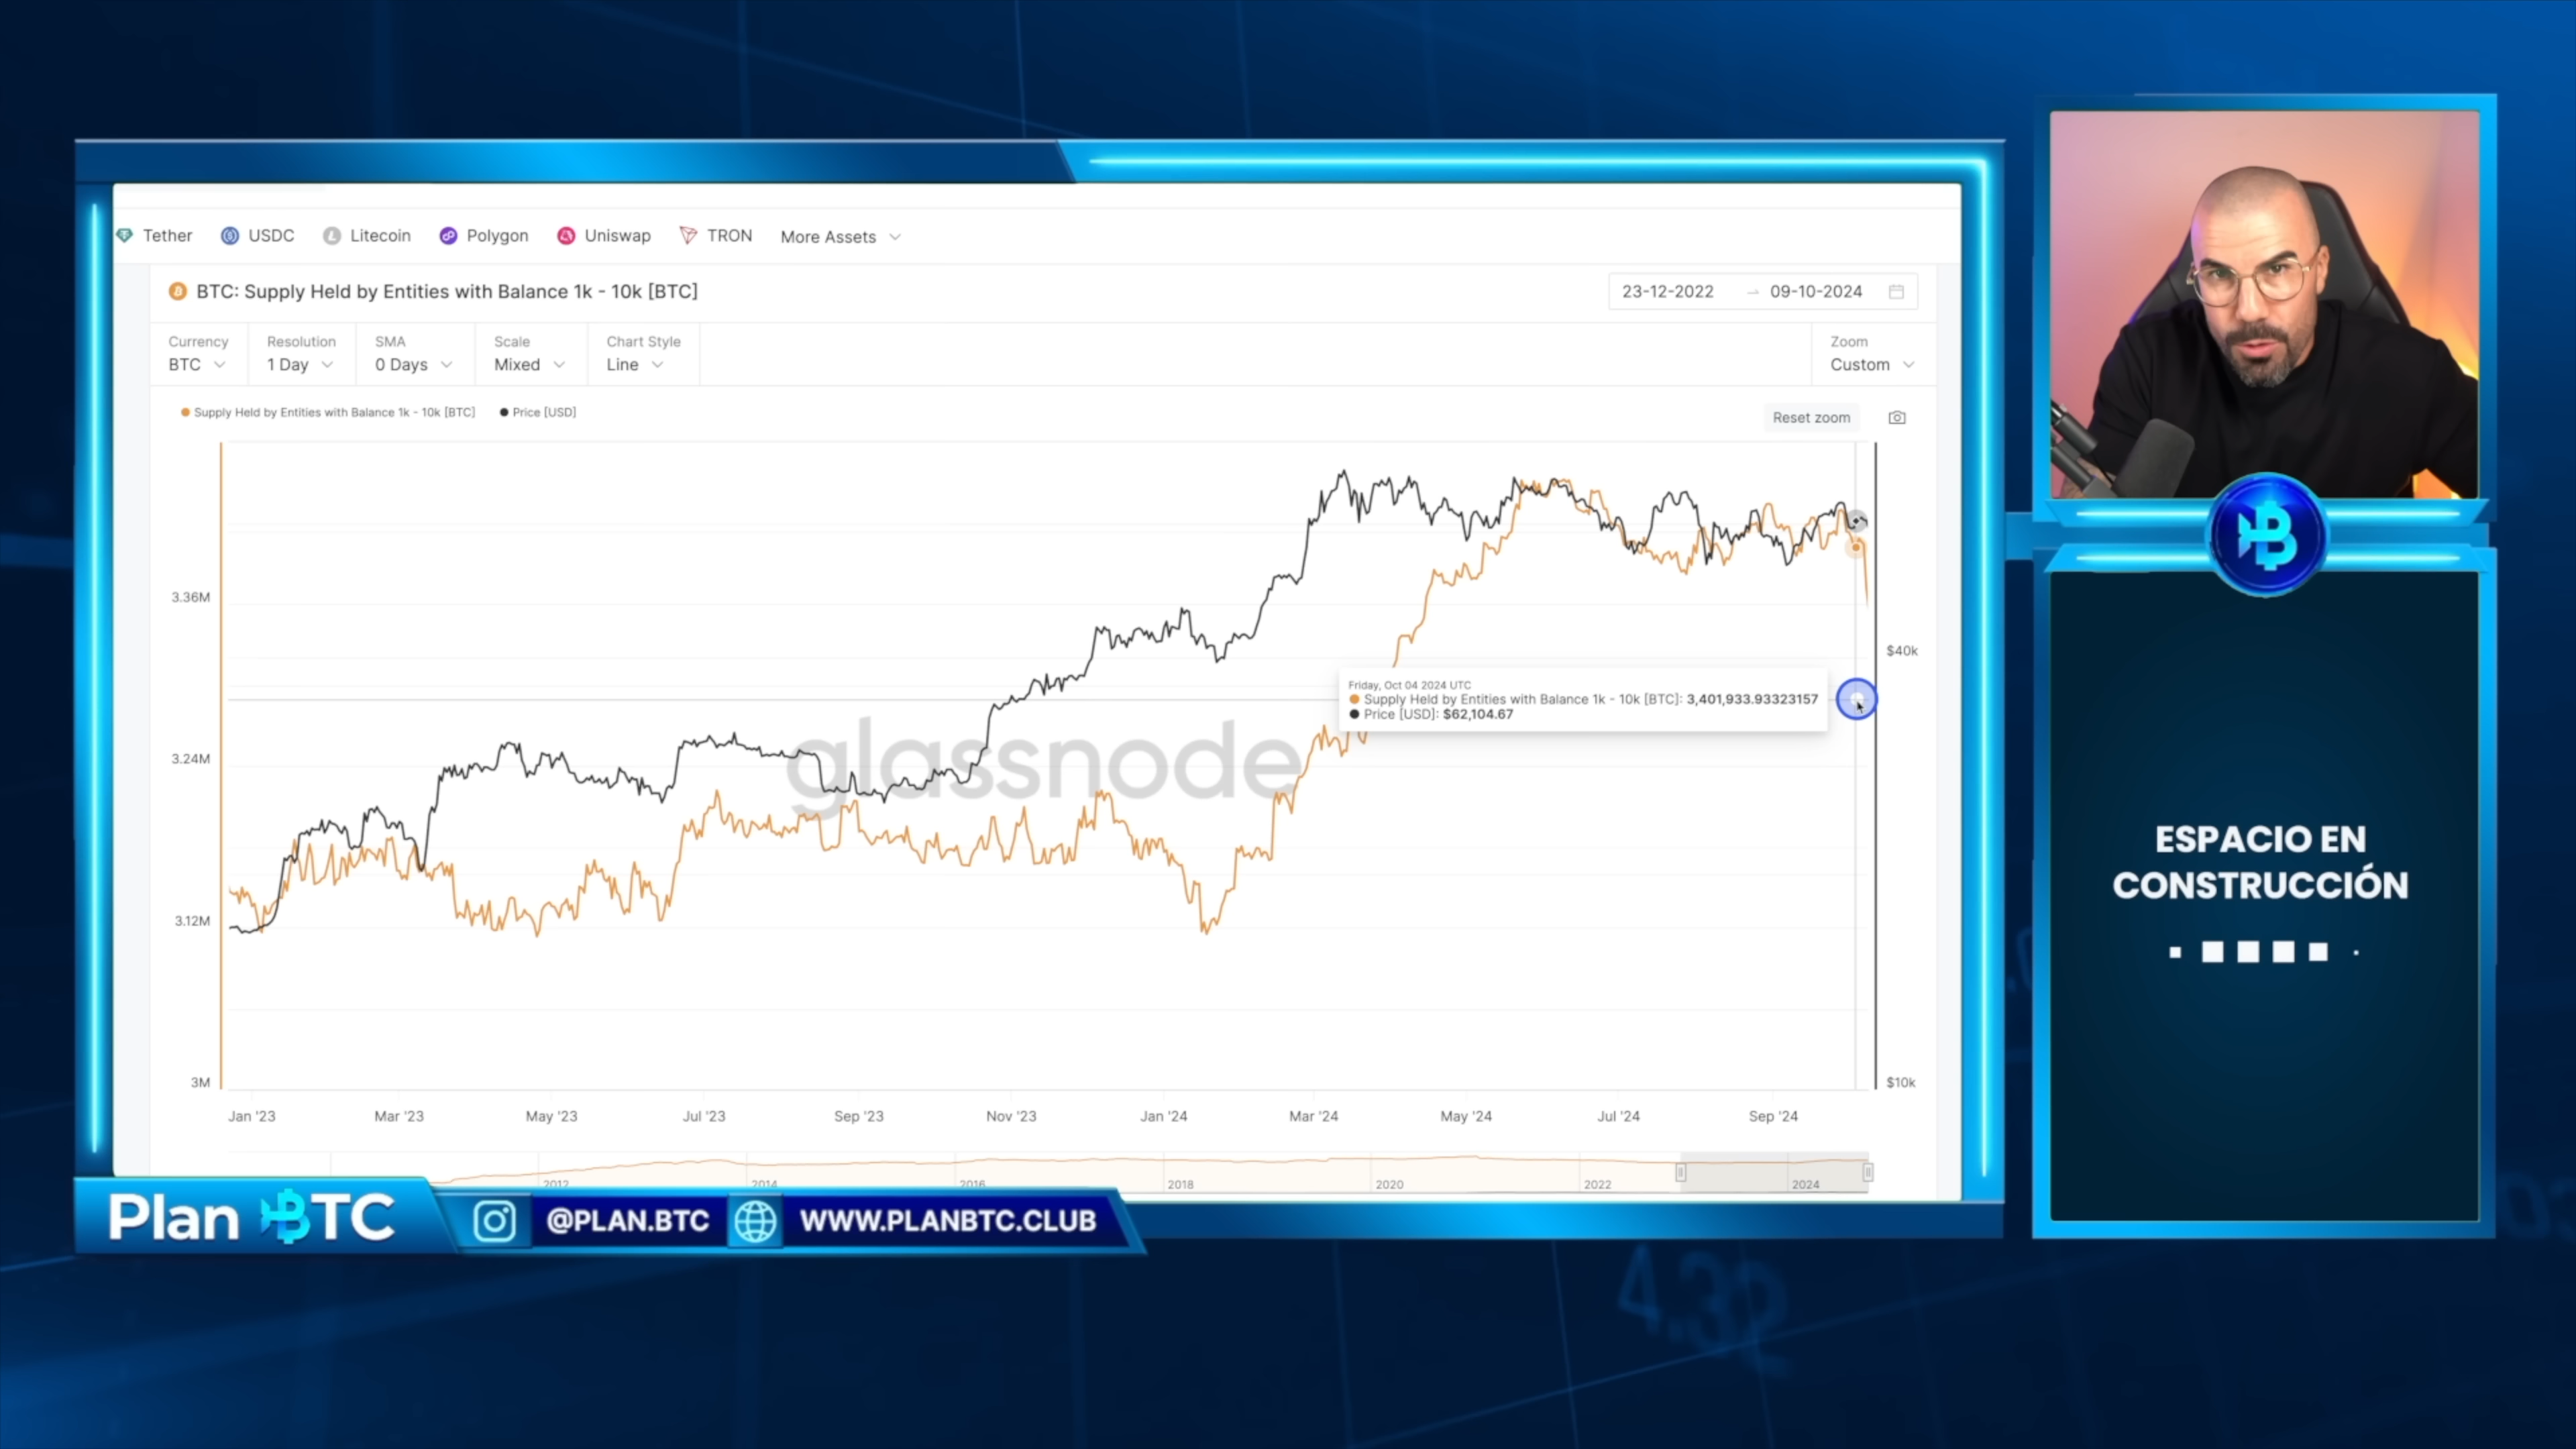 Tether USDC Litecoin Polygon Uniswap TRON More Assets
BTC: Supply Held by Entities with Balance 1k - 10k [BTC]
23-12-2022 → 09-10-2024
Currency Resolution SMA Scale Chart Style Zoom
BTC 1 Day 0 Days Mixed Line Custom
Supply Held by Entities with Balance 1k - 10k [BTC] Price [USD]
Reset zoom
3.36M
3.24M
3.12M
3M
$40k
$10k
glassnode
Friday, Oct 04 2024 UTC
Supply Held by Entities with Balance 1k - 10k [BTC]: 3,401,933.93323157
Price [USD]: $62,104.67
Jan '23 Mar '23 May '23 Jul '23 Sep '23 Nov '23 Jan '24 Mar '24 May '24 Jul '24 Sep '24
2012 2014 2016 2018 2020 2022 2024
Plan BTC
@PLAN.BTC
WWW.PLANBTC.CLUB
ESPACIO EN
CONSTRUCCIÓN
4.32